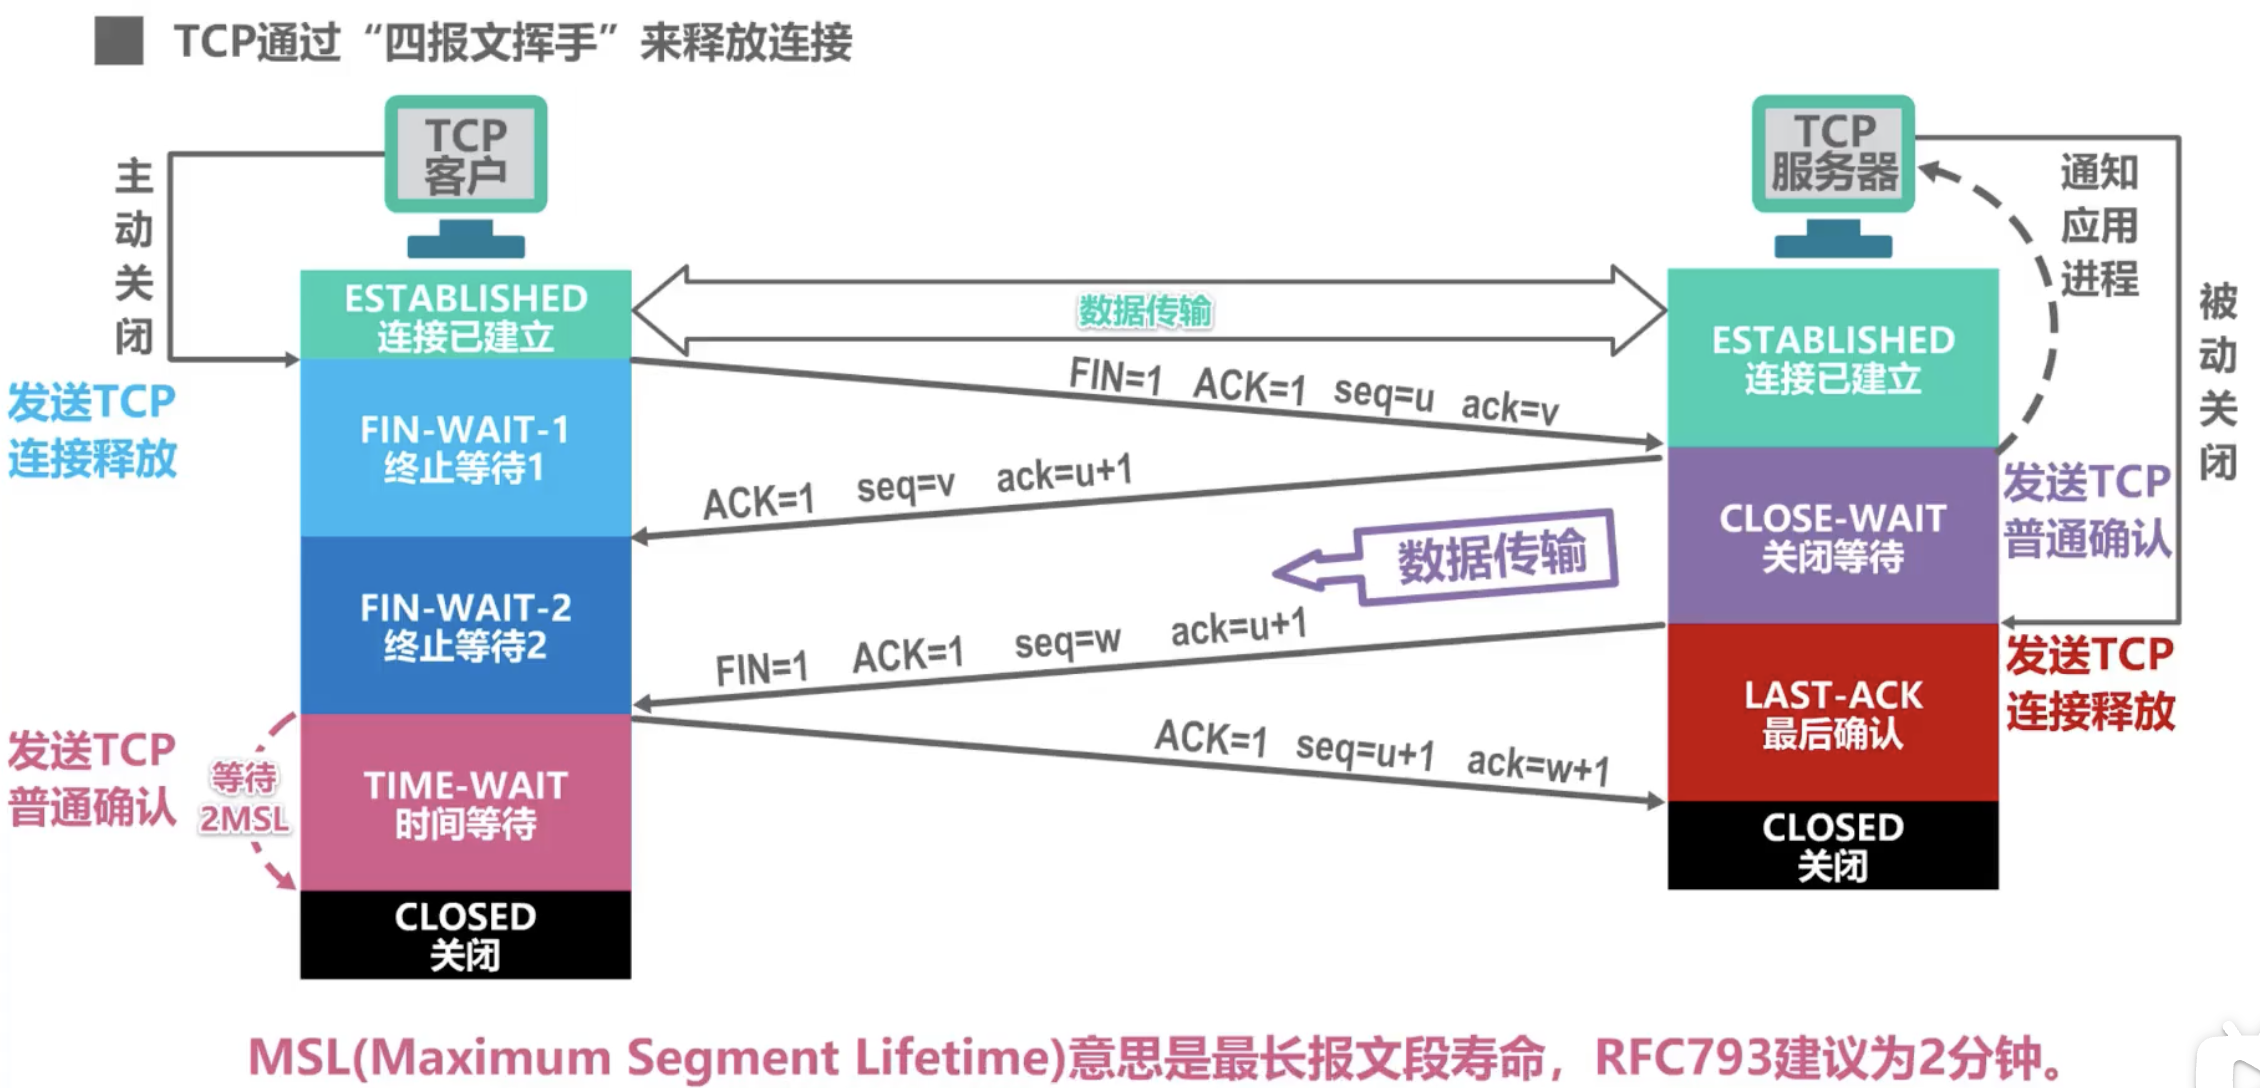 TCP通过“四报文挥手”来释放连接
TCP
客户
TCP
服务器
主
动
关
闭
通知
应用
进程
被
动
关
闭
ESTABLISHED
连接已建立
数据传输
ESTABLISHED
连接已建立
FIN=1 ACK=1 seq=u ack=v
发送TCP
连接释放
FIN-WAIT-1
终止等待1
ACK=1 seq=v ack=u+1
CLOSE-WAIT
关闭等待
发送TCP
普通确认
数据传输
FIN-WAIT-2
终止等待2
FIN=1 ACK=1 seq=w ack=u+1
LAST-ACK
最后确认
发送TCP
连接释放
发送TCP
普通确认
等待
2MSL
TIME-WAIT
时间等待
ACK=1 seq=u+1 ack=w+1
CLOSED
关闭
CLOSED
关闭
MSL(Maximum Segment Lifetime)意思是最长报文段寿命，RFC793建议为2分钟。